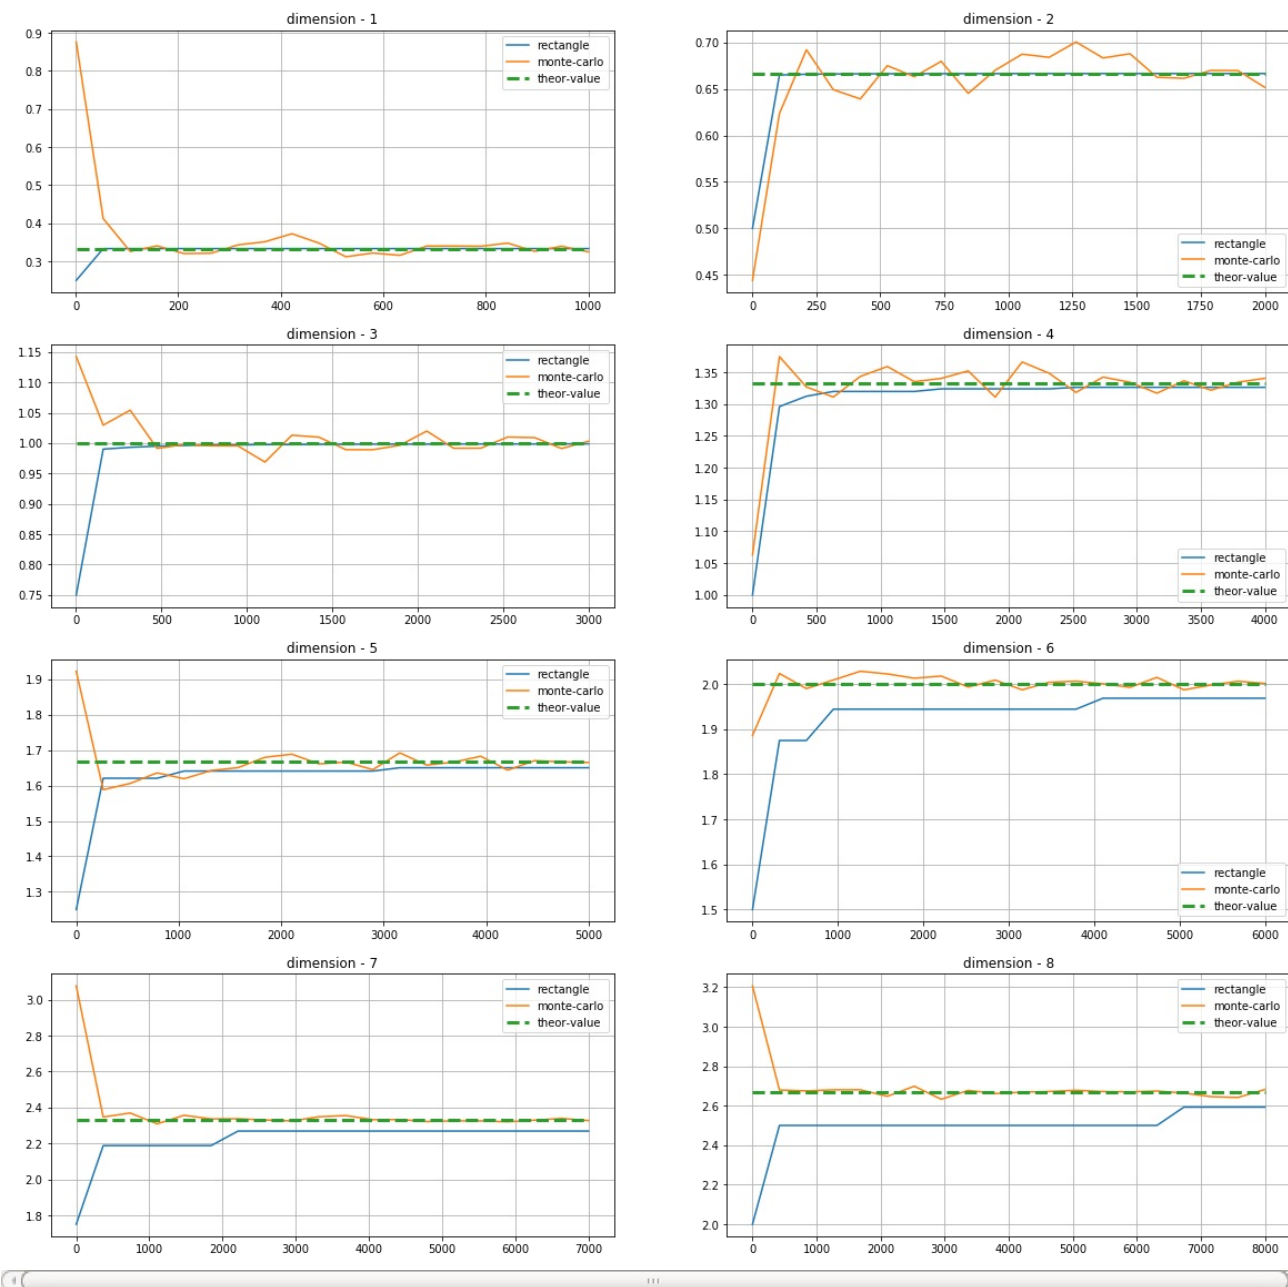 dimension - 1
0.9
0.8
0.7
0.6
0.5
0.4
0.3
0 200 400 600 800 1000
rectangle
monte-carlo
theor-value
dimension - 2
0.70
0.65
0.60
0.55
0.50
0.45
0 250 500 750 1000 1250 1500 1750 2000
rectangle
monte-carlo
theor-value
dimension - 3
1.15
1.10
1.05
1.00
0.95
0.90
0.85
0.80
0.75
0 500 1000 1500 2000 2500 3000
rectangle
monte-carlo
theor-value
dimension - 4
1.35
1.30
1.25
1.20
1.15
1.10
1.05
1.00
0 500 1000 1500 2000 2500 3000 3500 4000
rectangle
monte-carlo
theor-value
dimension - 5
1.9
1.8
1.7
1.6
1.5
1.4
1.3
0 1000 2000 3000 4000 5000
rectangle
monte-carlo
theor-value
dimension - 6
2.0
1.9
1.8
1.7
1.6
1.5
0 1000 2000 3000 4000 5000 6000
rectangle
monte-carlo
theor-value
dimension - 7
3.0
2.8
2.6
2.4
2.2
2.0
1.8
0 1000 2000 3000 4000 5000 6000 7000
rectangle
monte-carlo
theor-value
dimension - 8
3.2
3.0
2.8
2.6
2.4
2.2
2.0
0 1000 2000 3000 4000 5000 6000 7000 8000
rectangle
monte-carlo
theor-value